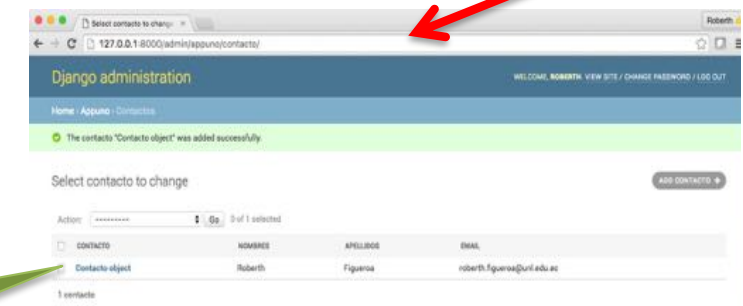 Select contacto to chang
Roberth
127.0.0.1:8000/admin/appuno/contacto/
Django administration
WELCOME, ROBERTH. VIEW SITE / CHANGE PASSWORD / LOG OUT
Home › Appuno › Contactos
The contacto "Contacto object" was added successfully.
Select contacto to change
ADD CONTACTO +
Action: --------- Go 0 of 1 selected
CONTACTO NOMBRES APELLIDOS EMAIL
Contacto object Roberth Figueroa roberth.figueroa@unl.edu.ec
1 contacto